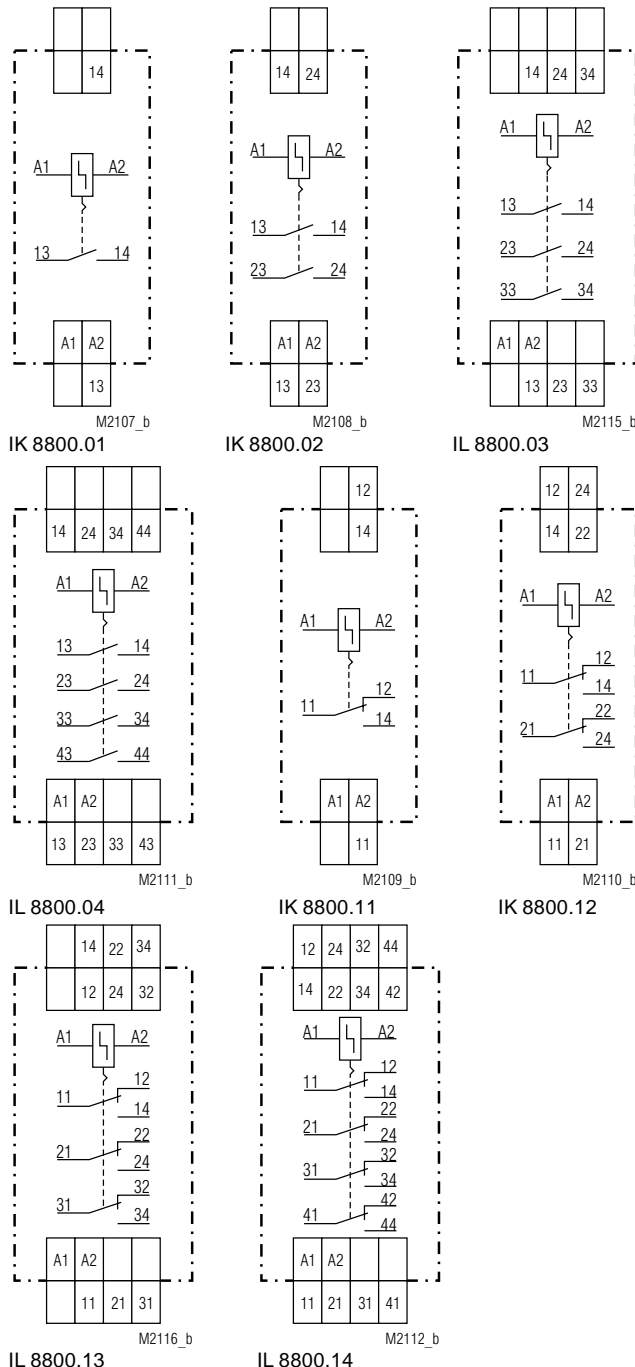 14
A1 A2
13 14
A1 A2
13
M2107_b
IK 8800.01
14 24
A1 A2
13 14
23 24
A1 A2
13 23
M2108_b
IK 8800.02
14 24 34
A1 A2
13 14
23 24
33 34
A1 A2
13 23 33
M2115_b
IL 8800.03
14 24 34 44
A1 A2
13 14
23 24
33 34
43 44
A1 A2
13 23 33 43
M2111_b
IL 8800.04
12
14
A1 A2
12
11
14
A1 A2
11
M2109_b
IK 8800.11
12 24
14 22
A1 A2
12
11
14
22
21
24
A1 A2
11 21
M2110_b
IK 8800.12
14 22 34
12 24 32
A1 A2
12
11
14
22
21
24
32
31
34
A1 A2
11 21 31
M2116_b
IL 8800.13
12 24 32 44
14 22 34 42
A1 A2
12
11
14
22
21
24
32
31
34
42
41
44
A1 A2
11 21 31 41
M2112_b
IL 8800.14